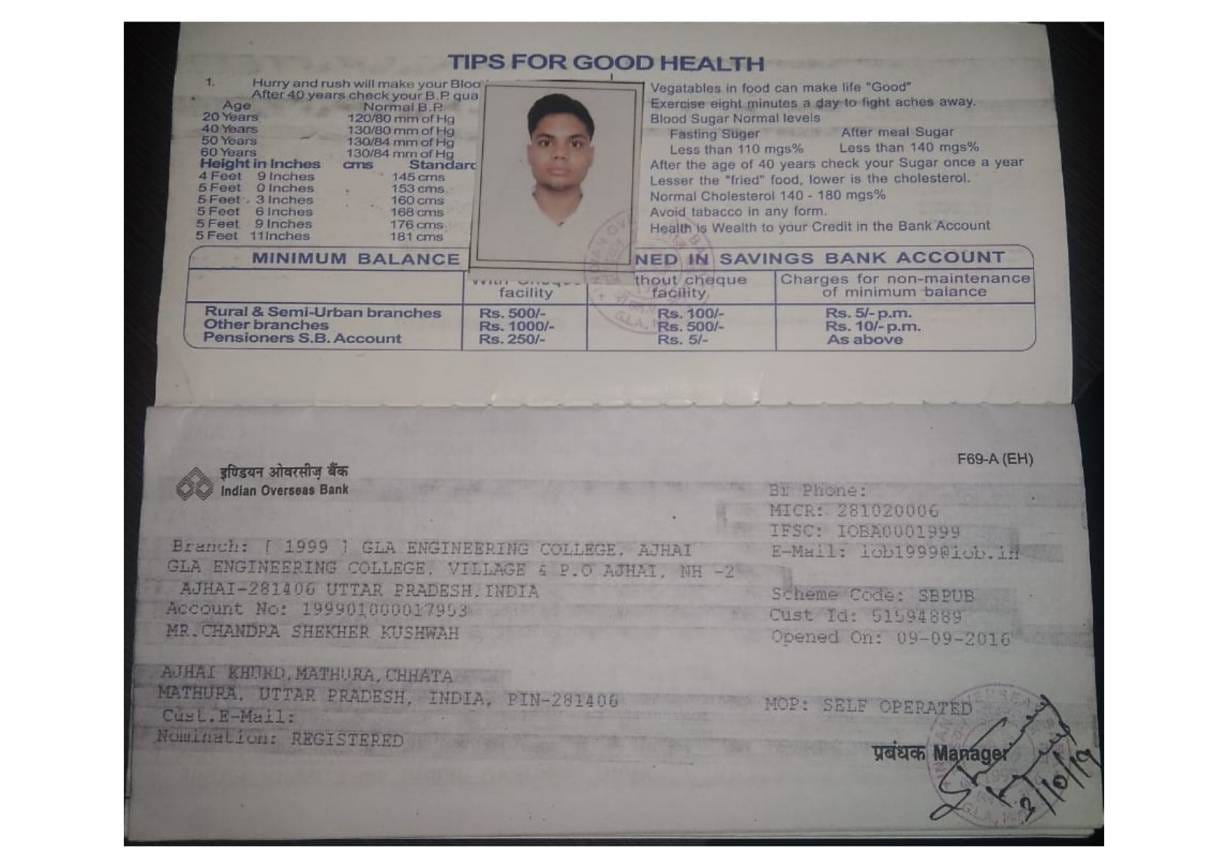 TIPS FOR GOOD HEALTH
1. Hurry and rush will make your Bloo
After 40 years check your B.P. qua
Age Normal B.P.
20 Years 120/80 mm of Hg
40 Years 130/80 mm of Hg
50 Years 130/84 mm of Hg
60 Years 130/84 mm of Hg
Height in Inches cms Standard
4 Feet 9 Inches 145 cms
5 Feet 0 Inches 153 cms
5 Feet 3 Inches 160 cms
5 Feet 6 Inches 168 cms
5 Feet 9 Inches 176 cms
5 Feet 11 Inches 181 cms
Vegatables in food can make life "Good"
Exercise eight minutes a day to fight aches away.
Blood Sugar Normal levels
Fasting Suger After meal Sugar
Less than 110 mgs% Less than 140 mgs%
After the age of 40 years check your Sugar once a year
Lesser the "fried" food, lower is the cholesterol.
Normal Cholesterol 140 - 180 mgs%
Avoid tabacco in any form.
Health is Wealth to your Credit in the Bank Account
MINIMUM BALANCE NED IN SAVINGS BANK ACCOUNT
facility
thout cheque
facility
Charges for non-maintenance
of minimum balance
Rural & Semi-Urban branches Rs. 500/- Rs. 100/- Rs. 5/- p.m.
Other branches Rs. 1000/- Rs. 500/- Rs. 10/- p.m.
Pensioners S.B. Account Rs. 250/- Rs. 5/- As above
F69-A (EH)
इण्डियन ओवरसीज़ बैंक
Indian Overseas Bank
Br Phone:
MICR: 281020006
IFSC: IOBA0001999
E-Mail: iob1999@iob.in
Branch: [ 1999 ] GLA ENGINEERING COLLEGE, AJHAI
GLA ENGINEERING COLLEGE, VILLAGE & P.O AJHAI, NH -2
AJHAI-281406 UTTAR PRADESH,INDIA
Scheme Code: SBPUB
Account No: 199901000017953
Cust Id: 51594889
MR.CHANDRA SHEKHER KUSHWAH
Opened On: 09-09-2016
AJHAI KHURD,MATHURA,CHHATA
MATHURA, UTTAR PRADESH, INDIA, PIN-281406
MOP: SELF OPERATED
Cust.E-Mail:
Nomination: REGISTERED
प्रबंधक Manager
3/10/19